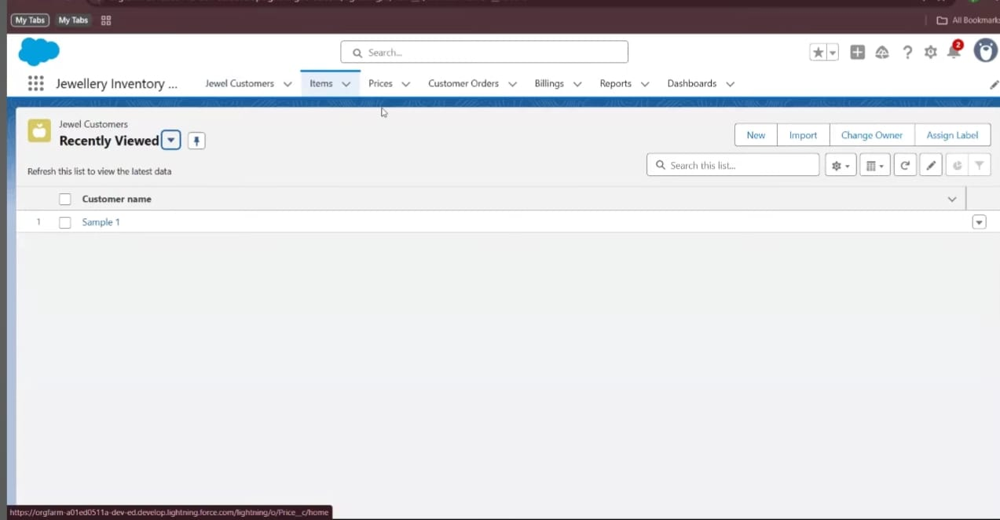 My Tabs My Tabs All Bookmarks
Search...
2
Jewellery Inventory ... Jewel Customers Items Prices Customer Orders Billings Reports Dashboards
Jewel Customers
Recently Viewed
New Import Change Owner Assign Label
Refresh this list to view the latest data
Search this list...
Customer name
1 Sample 1
https://orgfarm-a01ed0511a-dev-ed.develop.lightning.force.com/lightning/o/Price__c/home